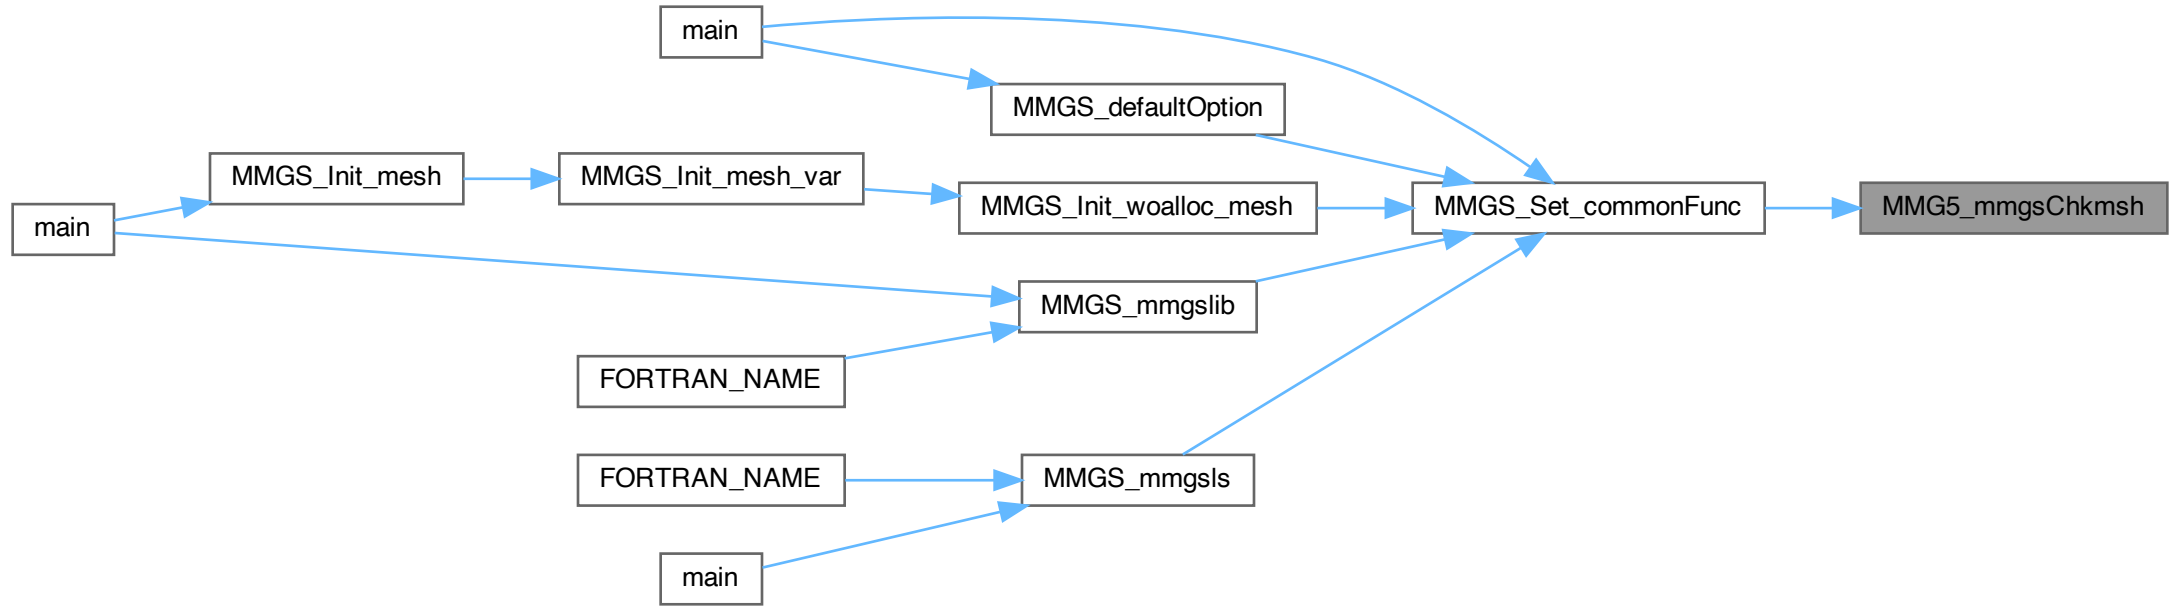 main
MMGS_defaultOption
MMGS_Init_mesh
MMGS_Init_mesh_var
MMGS_Init_woalloc_mesh
MMGS_Set_commonFunc
MMG5_mmgsChkmsh
main
MMGS_mmgslib
FORTRAN_NAME
FORTRAN_NAME
MMGS_mmgsls
main